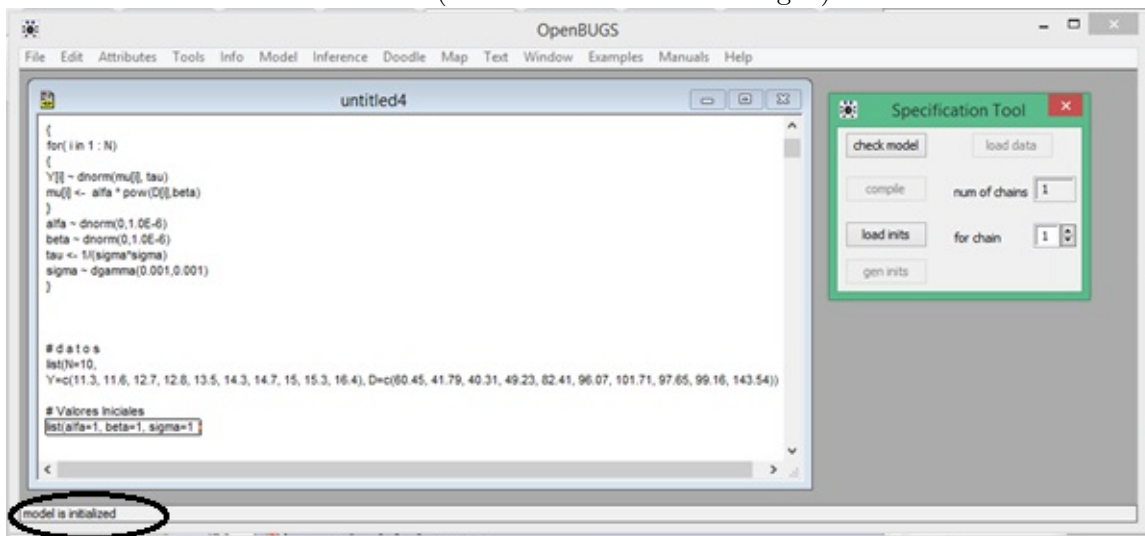 OpenBUGS
File Edit Attributes Tools Info Model Inference Doodle Map Text Window Examples Manuals Help
untitled4
{
for( i in 1 : N)
{
Y[i] ~ dnorm(mu[i], tau)
mu[i] <- alfa * pow(D[i],beta)
}
alfa ~ dnorm(0,1.0E-6)
beta ~ dnorm(0,1.0E-6)
tau <- 1/(sigma*sigma)
sigma ~ dgamma(0.001,0.001)
}
# d a t o s
list(N=10,
Y=c(11.3, 11.6, 12.7, 12.8, 13.5, 14.3, 14.7, 15, 15.3, 16.4), D=c(60.45, 41.79, 40.31, 49.23, 82.41, 96.07, 101.71, 97.65, 99.16, 143.54))
# Valores Iniciales
list(alfa=1, beta=1, sigma=1
Specification Tool
check model load data
compile num of chains 1
load inits for chain 1
gen inits
model is initialized